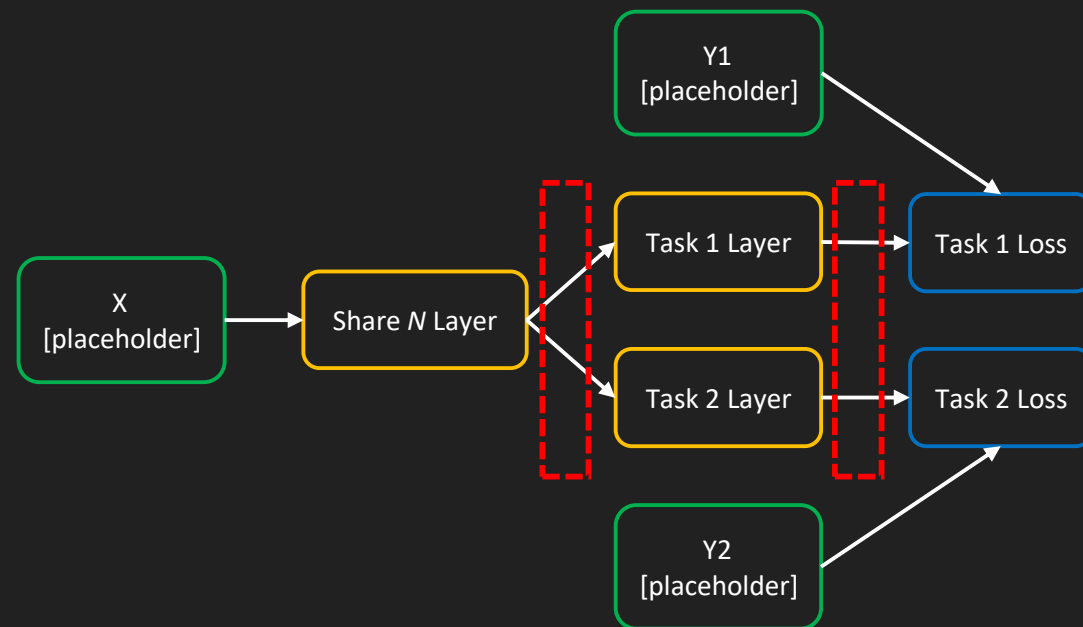 Y1
[placeholder]
Task 1 Layer
Task 1 Loss
X
[placeholder]
Share N Layer
Task 2 Layer
Task 2 Loss
Y2
[placeholder]